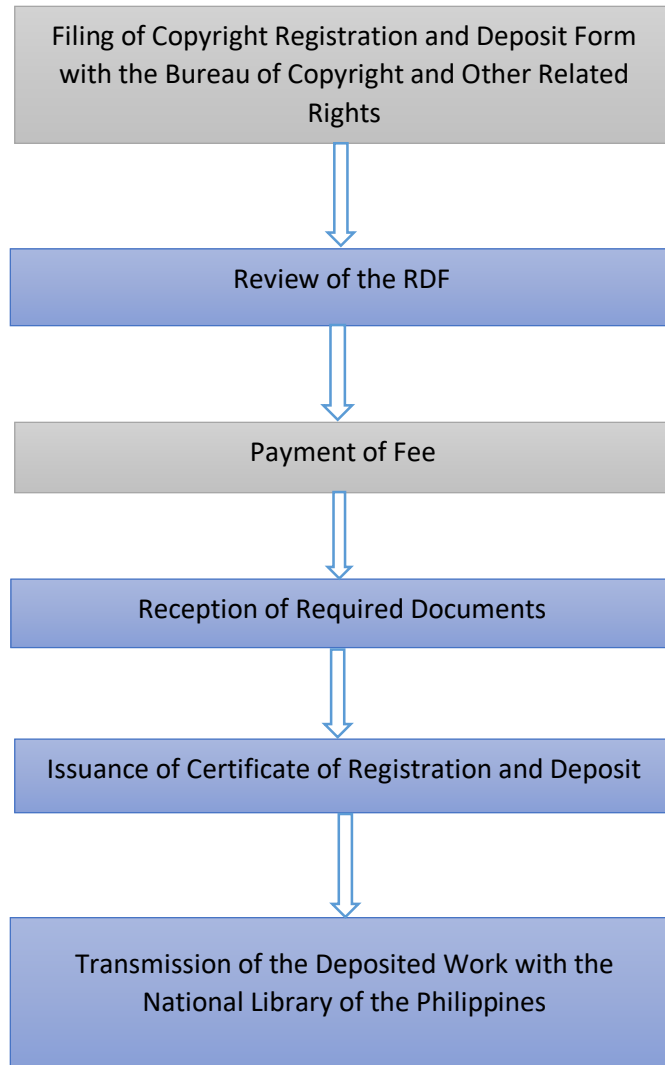 Filing of Copyright Registration and Deposit Form
with the Bureau of Copyright and Other Related
Rights
Review of the RDF
Payment of Fee
Reception of Required Documents
Issuance of Certificate of Registration and Deposit
Transmission of the Deposited Work with the
National Library of the Philippines